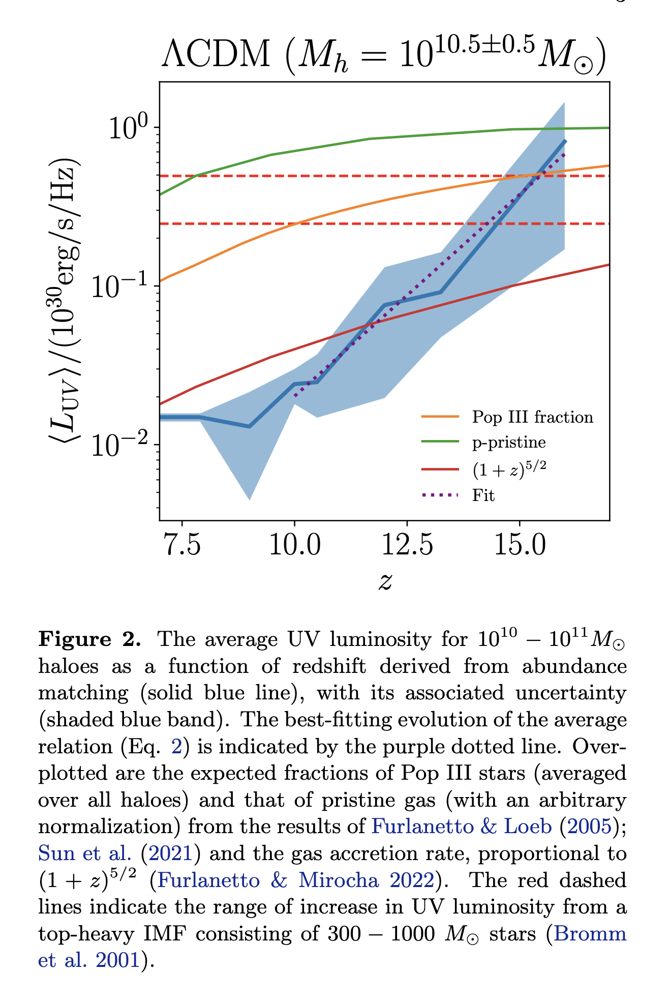 ΛCDM (M_h = 10^{10.5±0.5} M_⊙)
⟨L_UV⟩/(10^{30}erg/s/Hz)
10^0
10^{−1}
10^{−2}
Pop III fraction
p-pristine
(1 + z)^{5/2}
Fit
7.5 10.0 12.5 15.0
z
Figure 2. The average UV luminosity for 10^{10} − 10^{11} M_⊙
haloes as a function of redshift derived from abundance
matching (solid blue line), with its associated uncertainty
(shaded blue band). The best-fitting evolution of the average
relation (Eq. 2) is indicated by the purple dotted line. Over-
plotted are the expected fractions of Pop III stars (averaged
over all haloes) and that of pristine gas (with an arbitrary
normalization) from the results of Furlanetto & Loeb (2005);
Sun et al. (2021) and the gas accretion rate, proportional to
(1 + z)^{5/2} (Furlanetto & Mirocha 2022). The red dashed
lines indicate the range of increase in UV luminosity from a
top-heavy IMF consisting of 300 − 1000 M_⊙ stars (Bromm
et al. 2001).